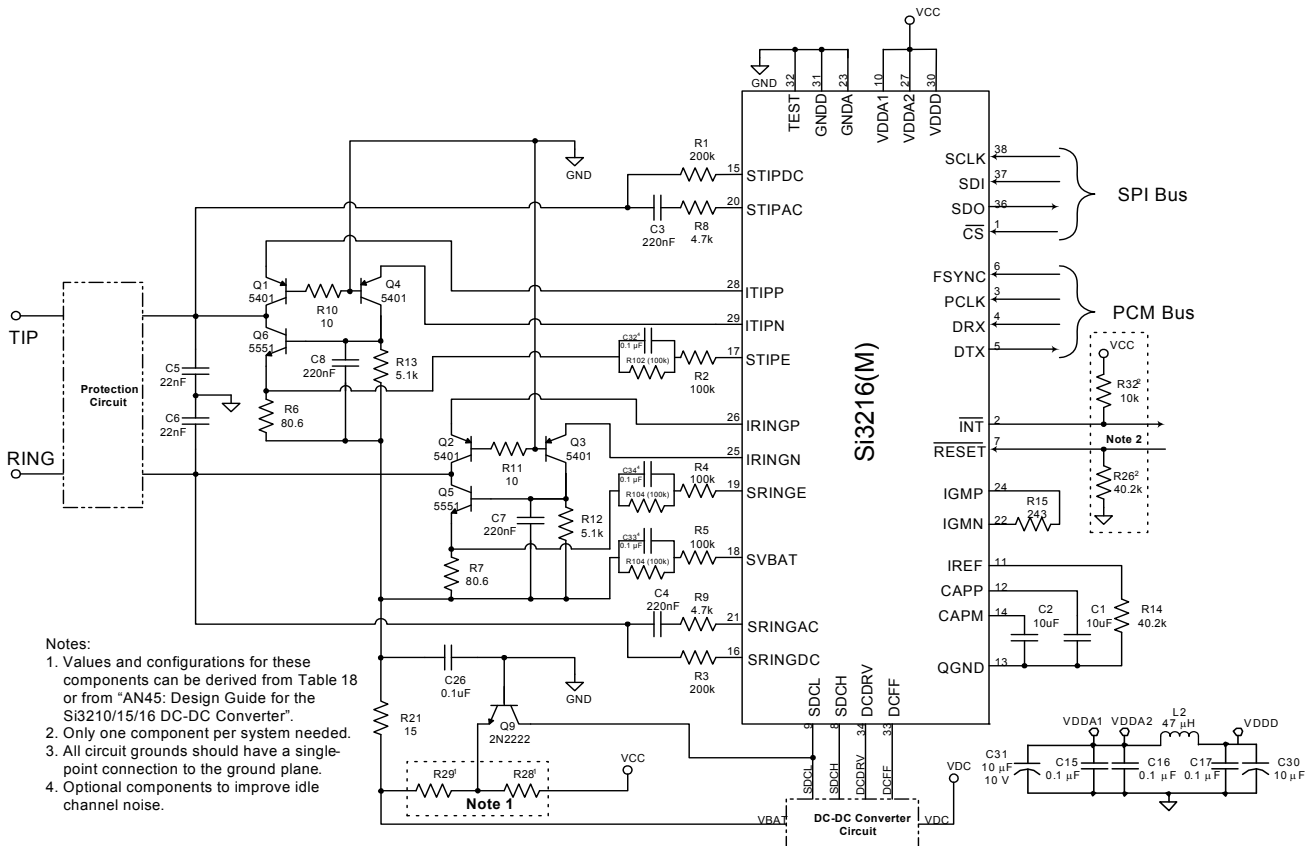 VCC
GND
TEST 32
GNDD 31
GNDA 23
VDDA1 10
VDDA2 27
VDDD 30
Si3216(M)
R1
200k
15 STIPDC
20 STIPAC
C3
220nF
R8
4.7k
GND
SCLK 38
SDI 37
SDO 36
CS 1
SPI Bus
FSYNC 6
PCLK 3
DRX 4
DTX 5
PCM Bus
Q1
5401
R10
10
Q4
5401
28 ITIPP
29 ITIPN
Q6
5551
C8
220nF
R13
5.1k
C32⁴
0.1 µF
R102 (100k)
R2
100k
17 STIPE
TIP
Protection
Circuit
C5
22nF
C6
22nF
R6
80.6
RING
VCC
R32²
10k
INT 2
Note 2
RESET 7
R26²
40.2k
Q2
5401
R11
10
Q3
5401
26 IRINGP
25 IRINGN
Q5
5551
C7
220nF
R12
5.1k
C34⁴
0.1 µF
R104 (100k)
R4
100k
19 SRINGE
IGMP 24
R15
243
IGMN 22
R7
80.6
C33⁴
0.1 µF
R104 (100k)
R5
100k
18 SVBAT
IREF 11
CAPP 12
CAPM 14
C2
10uF
C1
10uF
R14
40.2k
QGND 13
C4
220nF
R9
4.7k
21 SRINGAC
16 SRINGDC
R3
200k
Notes:
1. Values and configurations for these
components can be derived from Table 18
or from “AN45: Design Guide for the
Si3210/15/16 DC-DC Converter”.
2. Only one component per system needed.
3. All circuit grounds should have a single-
point connection to the ground plane.
4. Optional components to improve idle
channel noise.
C26
0.1uF
GND
R21
15
Q9
2N2222
R29¹
R28¹
VCC
Note 1
SDCL 9
SDCH 8
DCDRV 34
DCFF 33
SDCL
SDCH
DCDRV
DCFF
VBAT
DC-DC Converter
Circuit
VDC
VDC
VDDA1
VDDA2
L2
47 µH
VDDD
C31
10 µF
10 V
C15
0.1 µF
C16
0.1 µF
C17
0.1 µF
C30
10 µF